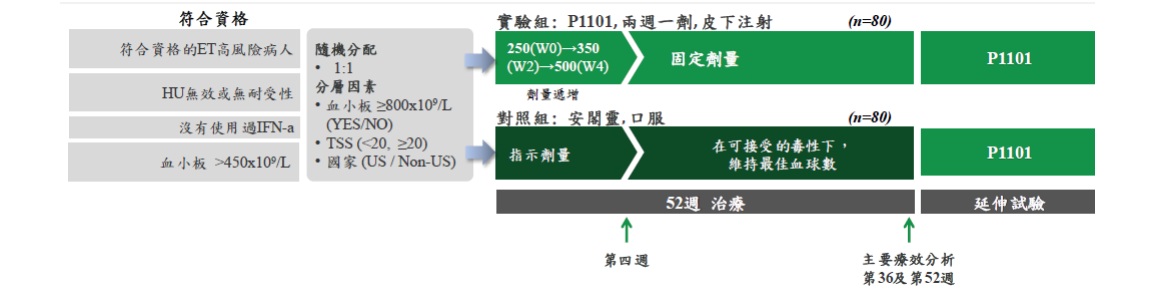 符合資格
符合資格的ET高風險病人
HU無效或無耐受性
沒有使用過IFN-a
血小板 >450x10⁹/L
隨機分配
• 1:1
分層因素
• 血小板 ≥800x10⁹/L
(YES/NO)
• TSS (<20, ≥20)
• 國家 (US / Non-US)
實驗組: P1101, 兩週一劑, 皮下注射 (n=80)
250(W0)→350
(W2)→500(W4)
固定劑量
P1101
劑量遞增
對照組: 安閣靈, 口服 (n=80)
指示劑量
在可接受的毒性下，
維持最佳血球數
P1101
52週 治療
延伸試驗
第四週
主要療效分析
第36及第52週